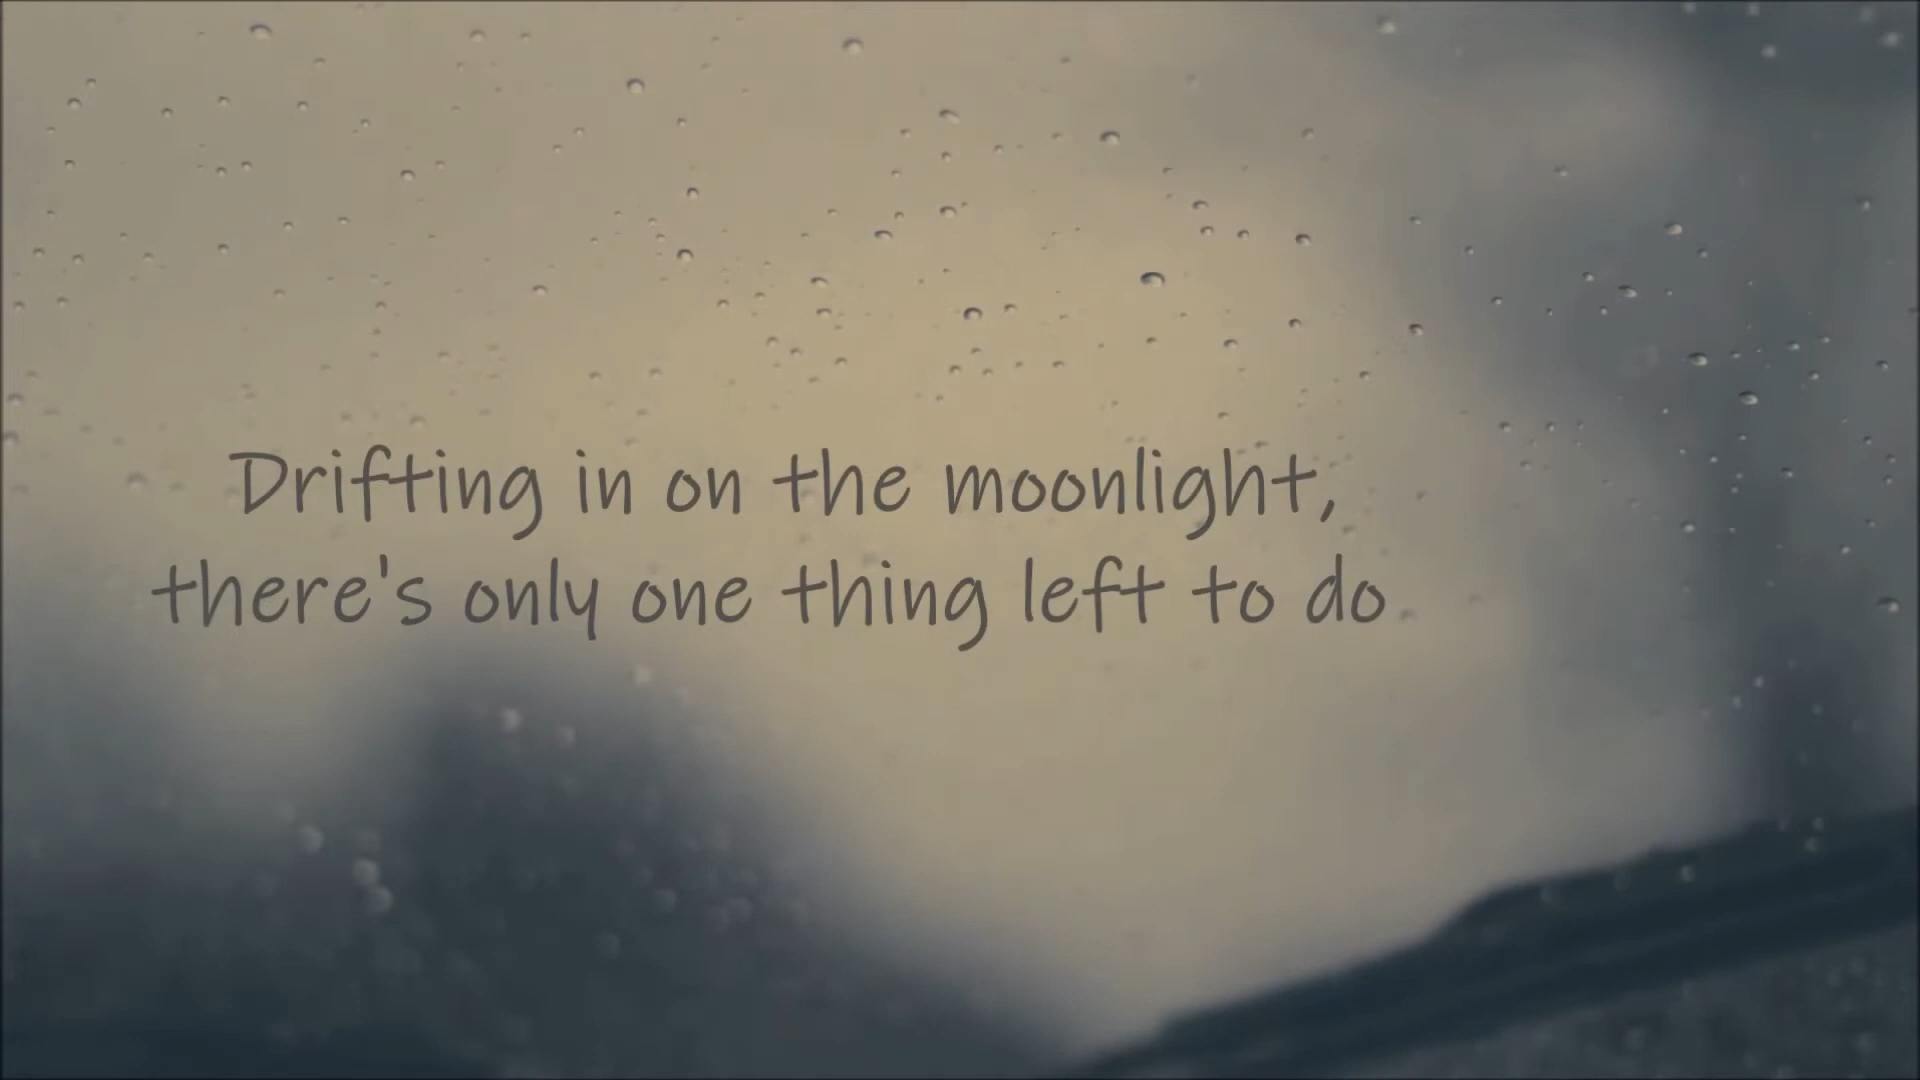 Drifting in on the moonlight,
there's only one thing left to do